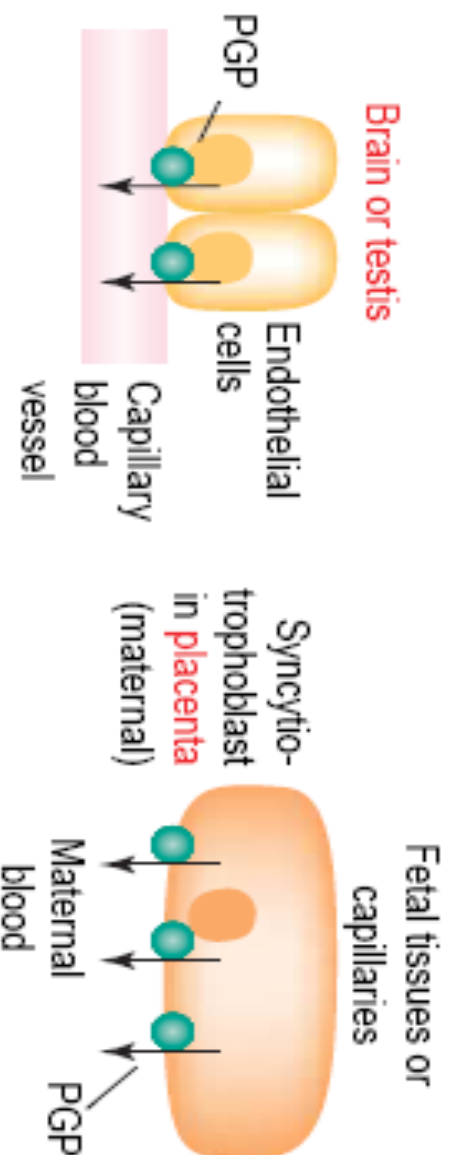 Brain or testis
PGP
Endothelial
cells
Capillary
blood
vessel
Fetal tissues or
capillaries
Syncytio-
trophoblast
in placenta
(maternal)
Maternal
blood
PGP